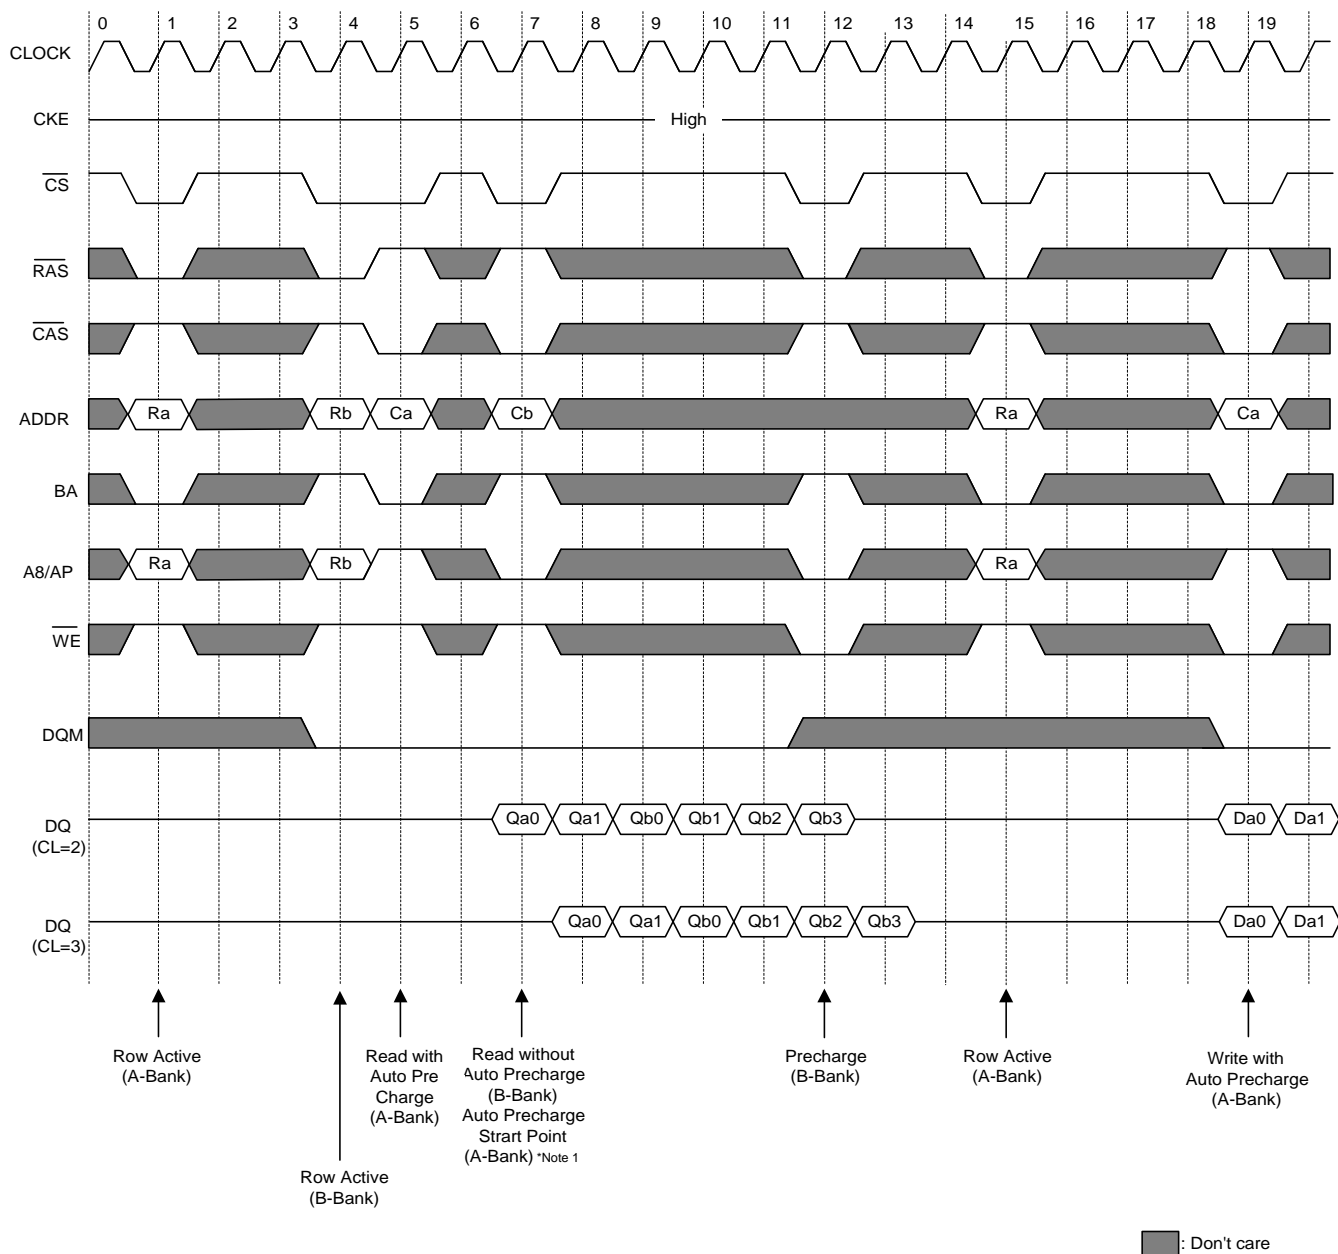 0 1 2 3 4 5 6 7 8 9 10 11 12 13 14 15 16 17 18 19
CLOCK
CKE High
CS
RAS
CAS
ADDR Ra Rb Ca Cb Ra Ca
BA
A8/AP Ra Rb Ra
WE
DQM
DQ
(CL=2)
Qa0 Qa1 Qb0 Qb1 Qb2 Qb3 Da0 Da1
DQ
(CL=3)
Qa0 Qa1 Qb0 Qb1 Qb2 Qb3 Da0 Da1
Row Active
(A-Bank)
Row Active
(B-Bank)
Read with
Auto Pre
Charge
(A-Bank)
Read without
Auto Precharge
(B-Bank)
Auto Precharge
Strart Point
(A-Bank) *Note 1
Precharge
(B-Bank)
Row Active
(A-Bank)
Write with
Auto Precharge
(A-Bank)
: Don't care